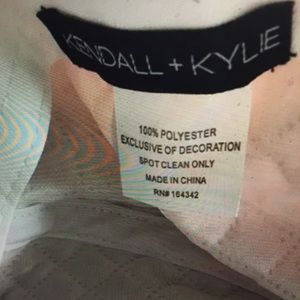 KENDALL + KYLIE
100% POLYESTER
EXCLUSIVE OF DECORATION
SPOT CLEAN ONLY
MADE IN CHINA
RN# 164342